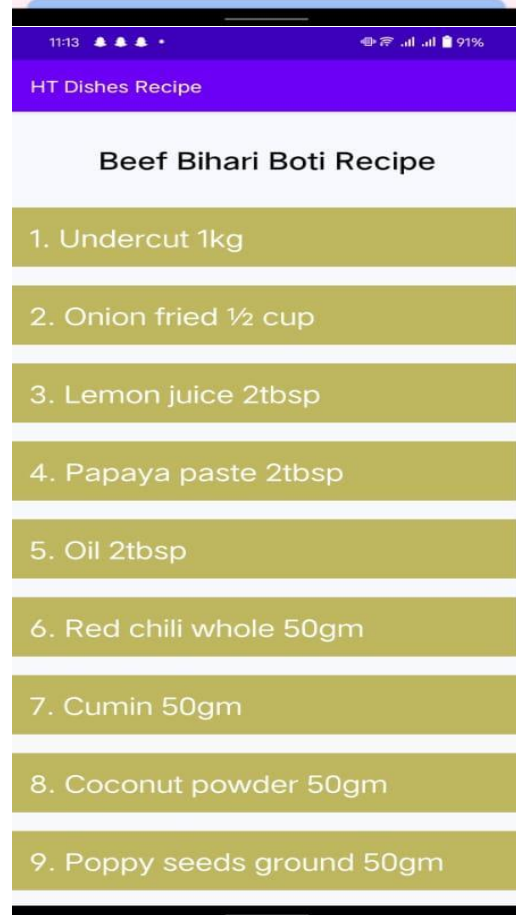 11:13
91%
HT Dishes Recipe
Beef Bihari Boti Recipe
1. Undercut 1kg
2. Onion fried ½ cup
3. Lemon juice 2tbsp
4. Papaya paste 2tbsp
5. Oil 2tbsp
6. Red chili whole 50gm
7. Cumin 50gm
8. Coconut powder 50gm
9. Poppy seeds ground 50gm